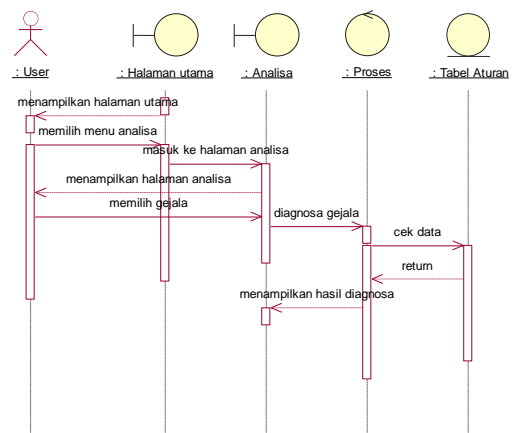 : User
: Halaman utama
: Analisa
: Proses
: Tabel Aturan
menampilkan halaman utama
memilih menu analisa
masuk ke halaman analisa
menampilkan halaman analisa
memilih gejala
diagnosa gejala
cek data
return
menampilkan hasil diagnosa